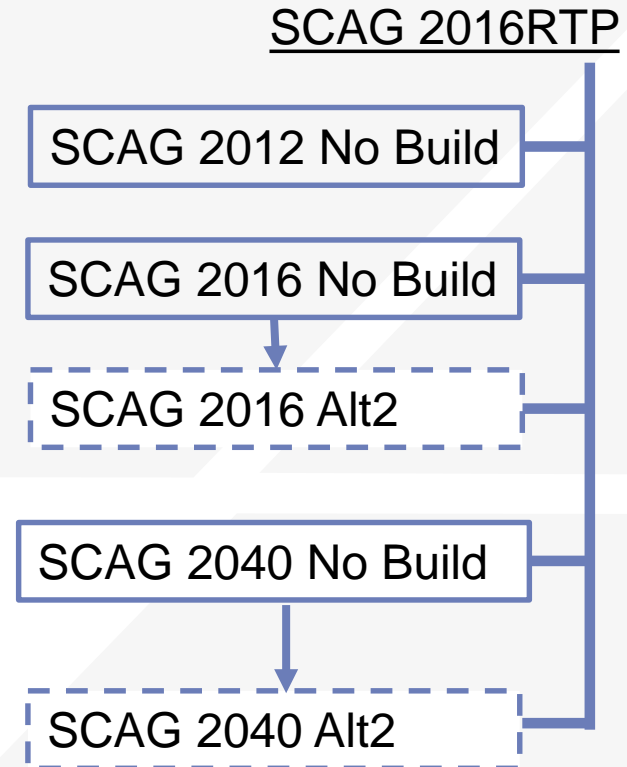 SCAG 2016RTP
SCAG 2012 No Build
SCAG 2016 No Build
SCAG 2016 Alt2
SCAG 2040 No Build
SCAG 2040 Alt2